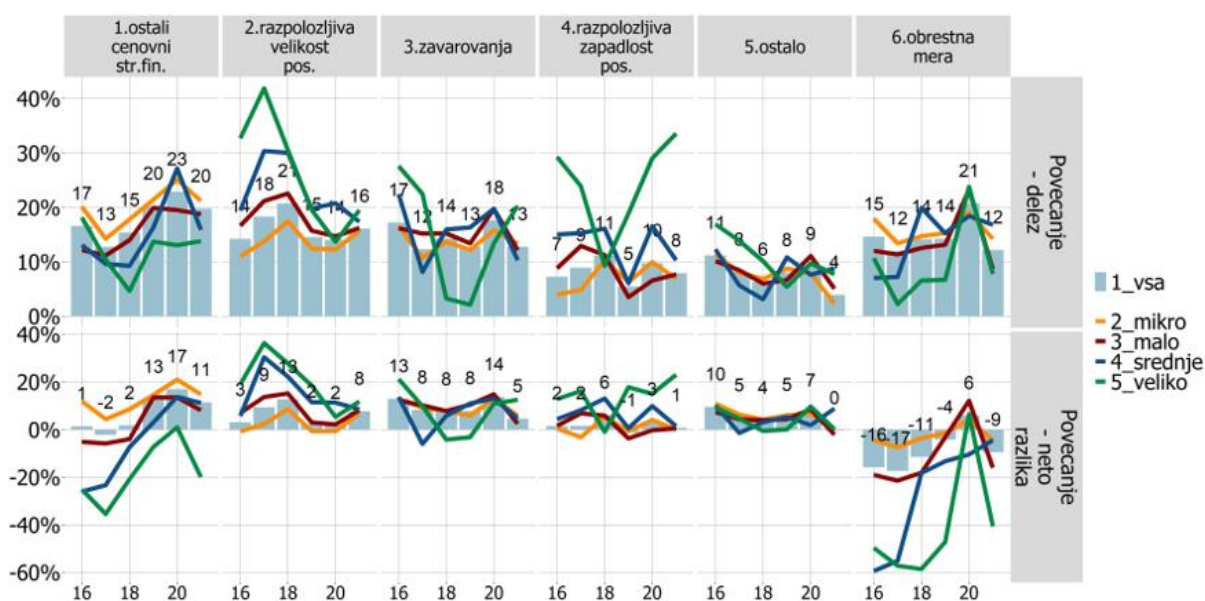 1.ostali
cenovni
str.fin.
2.razpolozljiva
velikost
pos.
3.zavarovanja
4.razpolozljiva
zapadlost
pos.
5.ostalo
6.obrestna
mera
40%
30%
20%
10%
0%
17 13 15 20 23 20
14 18 21 15 14 16
17 12 16 16 18 13
7 9 11 5 10 8
11 8 6 8 9 4
15 12 14 14 21 12
Povecanje
- delez
40%
20%
0%
-20%
-40%
-60%
1 -2 2 13 17 11
3 9 13 2 2 8
13 8 8 8 14 5
2 2 6 -1 3 1
10 5 4 5 7 0
-16 -17 -11 -4 6 -9
Povecanje
- neto
razlika
16 18 20
16 18 20
16 18 20
16 18 20
16 18 20
16 18 20
1_vsa
2_mikro
3_malo
4_srednje
5_veliko